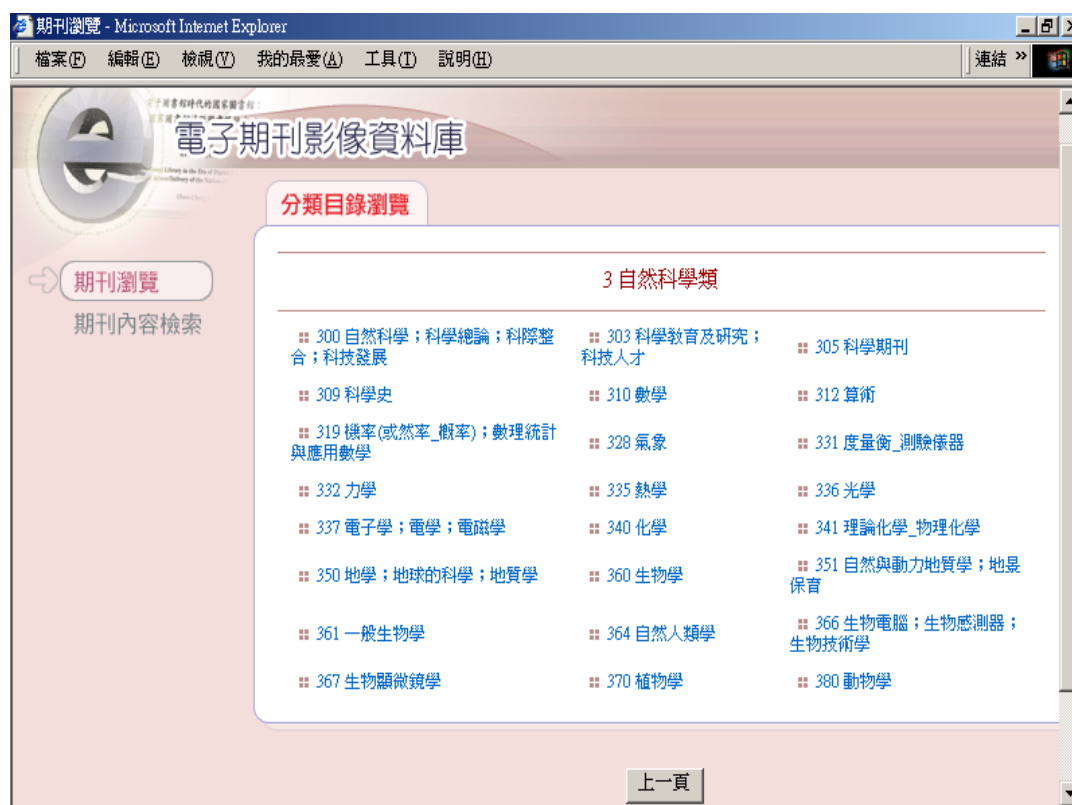 期刊瀏覽 - Microsoft Internet Explorer
檔案(F) 編輯(E) 檢視(V) 我的最愛(A) 工具(T) 說明(H) 連結 »
電子期刊影像資料庫
分類目錄瀏覽
期刊瀏覽
期刊內容檢索
3 自然科學類
300 自然科學；科學總論；科際整
合；科技發展
303 科學教育及研究；
科技人才
305 科學期刊
309 科學史
310 數學
312 算術
319 機率(或然率_概率)；數理統計
與應用數學
328 氣象
331 度量衡_測驗儀器
332 力學
335 熱學
336 光學
337 電子學；電學；電磁學
340 化學
341 理論化學_物理化學
350 地學；地球的科學；地質學
360 生物學
351 自然與動力地質學；地景
保育
361 一般生物學
364 自然人類學
366 生物電腦；生物感測器；
生物技術學
367 生物顯微鏡學
370 植物學
380 動物學
上一頁